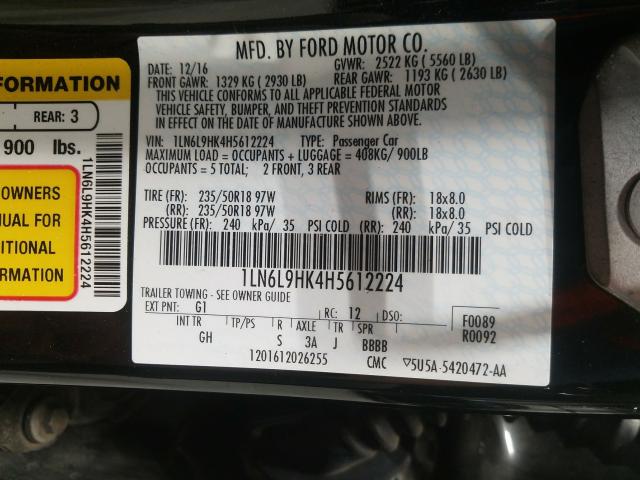 MFD. BY FORD MOTOR CO.
DATE: 12/16 GVWR: 2522 KG ( 5560 LB)
FRONT GAWR: 1329 KG ( 2930 LB) REAR GAWR: 1193 KG ( 2630 LB)
THIS VEHICLE CONFORMS TO ALL APPLICABLE FEDERAL MOTOR
VEHICLE SAFETY, BUMPER, AND THEFT PREVENTION STANDARDS
IN EFFECT ON THE DATE OF MANUFACTURE SHOWN ABOVE.
VIN: 1LN6L9HK4H5612224 TYPE: Passenger Car
MAXIMUM LOAD = OCCUPANTS + LUGGAGE = 408KG/ 900LB
OCCUPANTS = 5 TOTAL; 2 FRONT, 3 REAR
TIRE (FR): 235/50R18 97W RIMS (FR): 18x8.0
(RR): 235/50R18 97W (RR): 18x8.0
PRESSURE (FR): 240 kPa/ 35 PSI COLD (RR): 240 kPa/ 35 PSI COLD
1LN6L9HK4H5612224
TRAILER TOWING - SEE OWNER GUIDE
EXT PNT: G1 RC: 12 DSO: F0089
R0092
INT TR TP/PS R AXLE TR SPR
GH S 3A J BBBB
1201612026255 CMC 5U5A-5420472-AA
FORMATION
REAR: 3
900 lbs.
OWNERS
NUAL FOR
DITIONAL
ORMATION
1LN6L9HK4H5612224